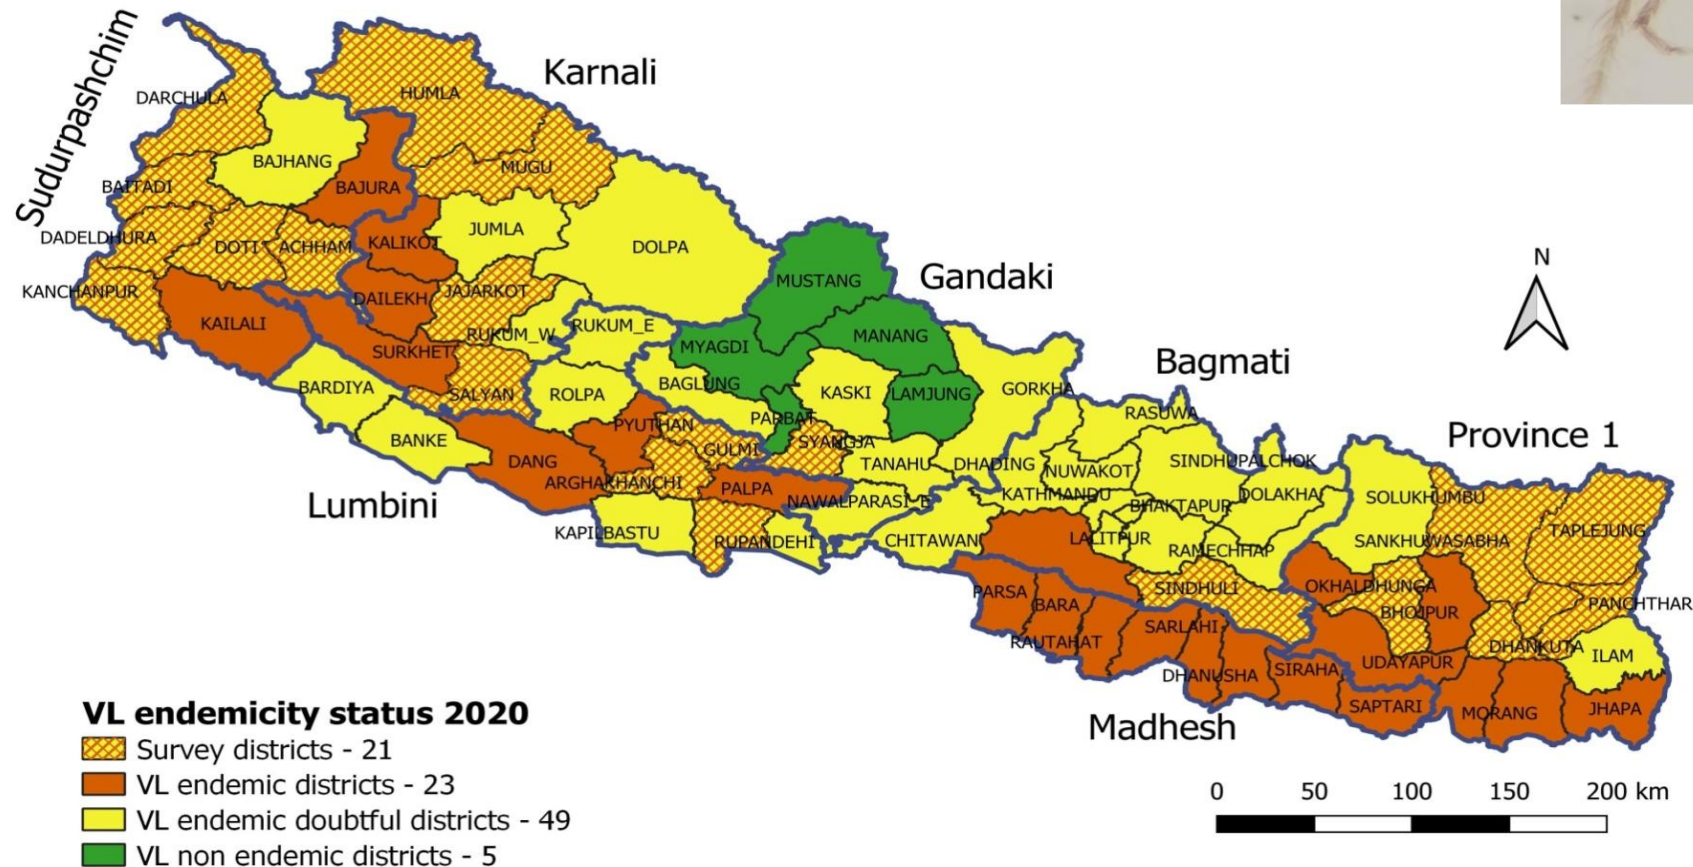 Sudurpashchim
Karnali
DARCHULA
HUMLA
BAJHANG
MUGU
BAITADI
BAJURA
DADELDHURA
DOTI
ACHHAM
KALIKOT
JUMLA
DOLPA
MUSTANG
Gandaki
N
KANCHANPUR
DAILEKH
JAJARKOT
KAILALI
RUKUM_W
RUKUM_E
MANANG
MYAGDI
SURKHET
Bagmati
BARDIYA
SALYAN
ROLPA
BAGLUNG
KASKI
LAMJUNG
GORKHA
PARBAT
RASUWA
BANKE
PYUTHAN
GULMI
SYANGJA
Province 1
DANG
TANAHU
DHADING
NUWAKOT
SINDHUPALCHOK
ARGHAKHANCHI
PALPA
NAWALPARASI_E
KATHMANDU
BHAKTAPUR
DOLAKHA
SOLUKHUMBU
Lumbini
KAPILBASTU
RUPANDEHI
CHITAWAN
LALITPUR
RAMECHHAP
SANKHUWASABHA
TAPLEJUNG
PARSA
BARA
SINDHULI
OKHALDHUNGA
BHOJPUR
PANCHTHAR
RAUTAHAT
SARLAHI
DHANKUTA
ILAM
DHANUSHA
SIRAHA
UDAYAPUR
SAPTARI
MORANG
JHAPA
Madhesh
VL endemicity status 2020
Survey districts - 21
VL endemic districts - 23
VL endemic doubtful districts - 49
VL non endemic districts - 5
0 50 100 150 200 km